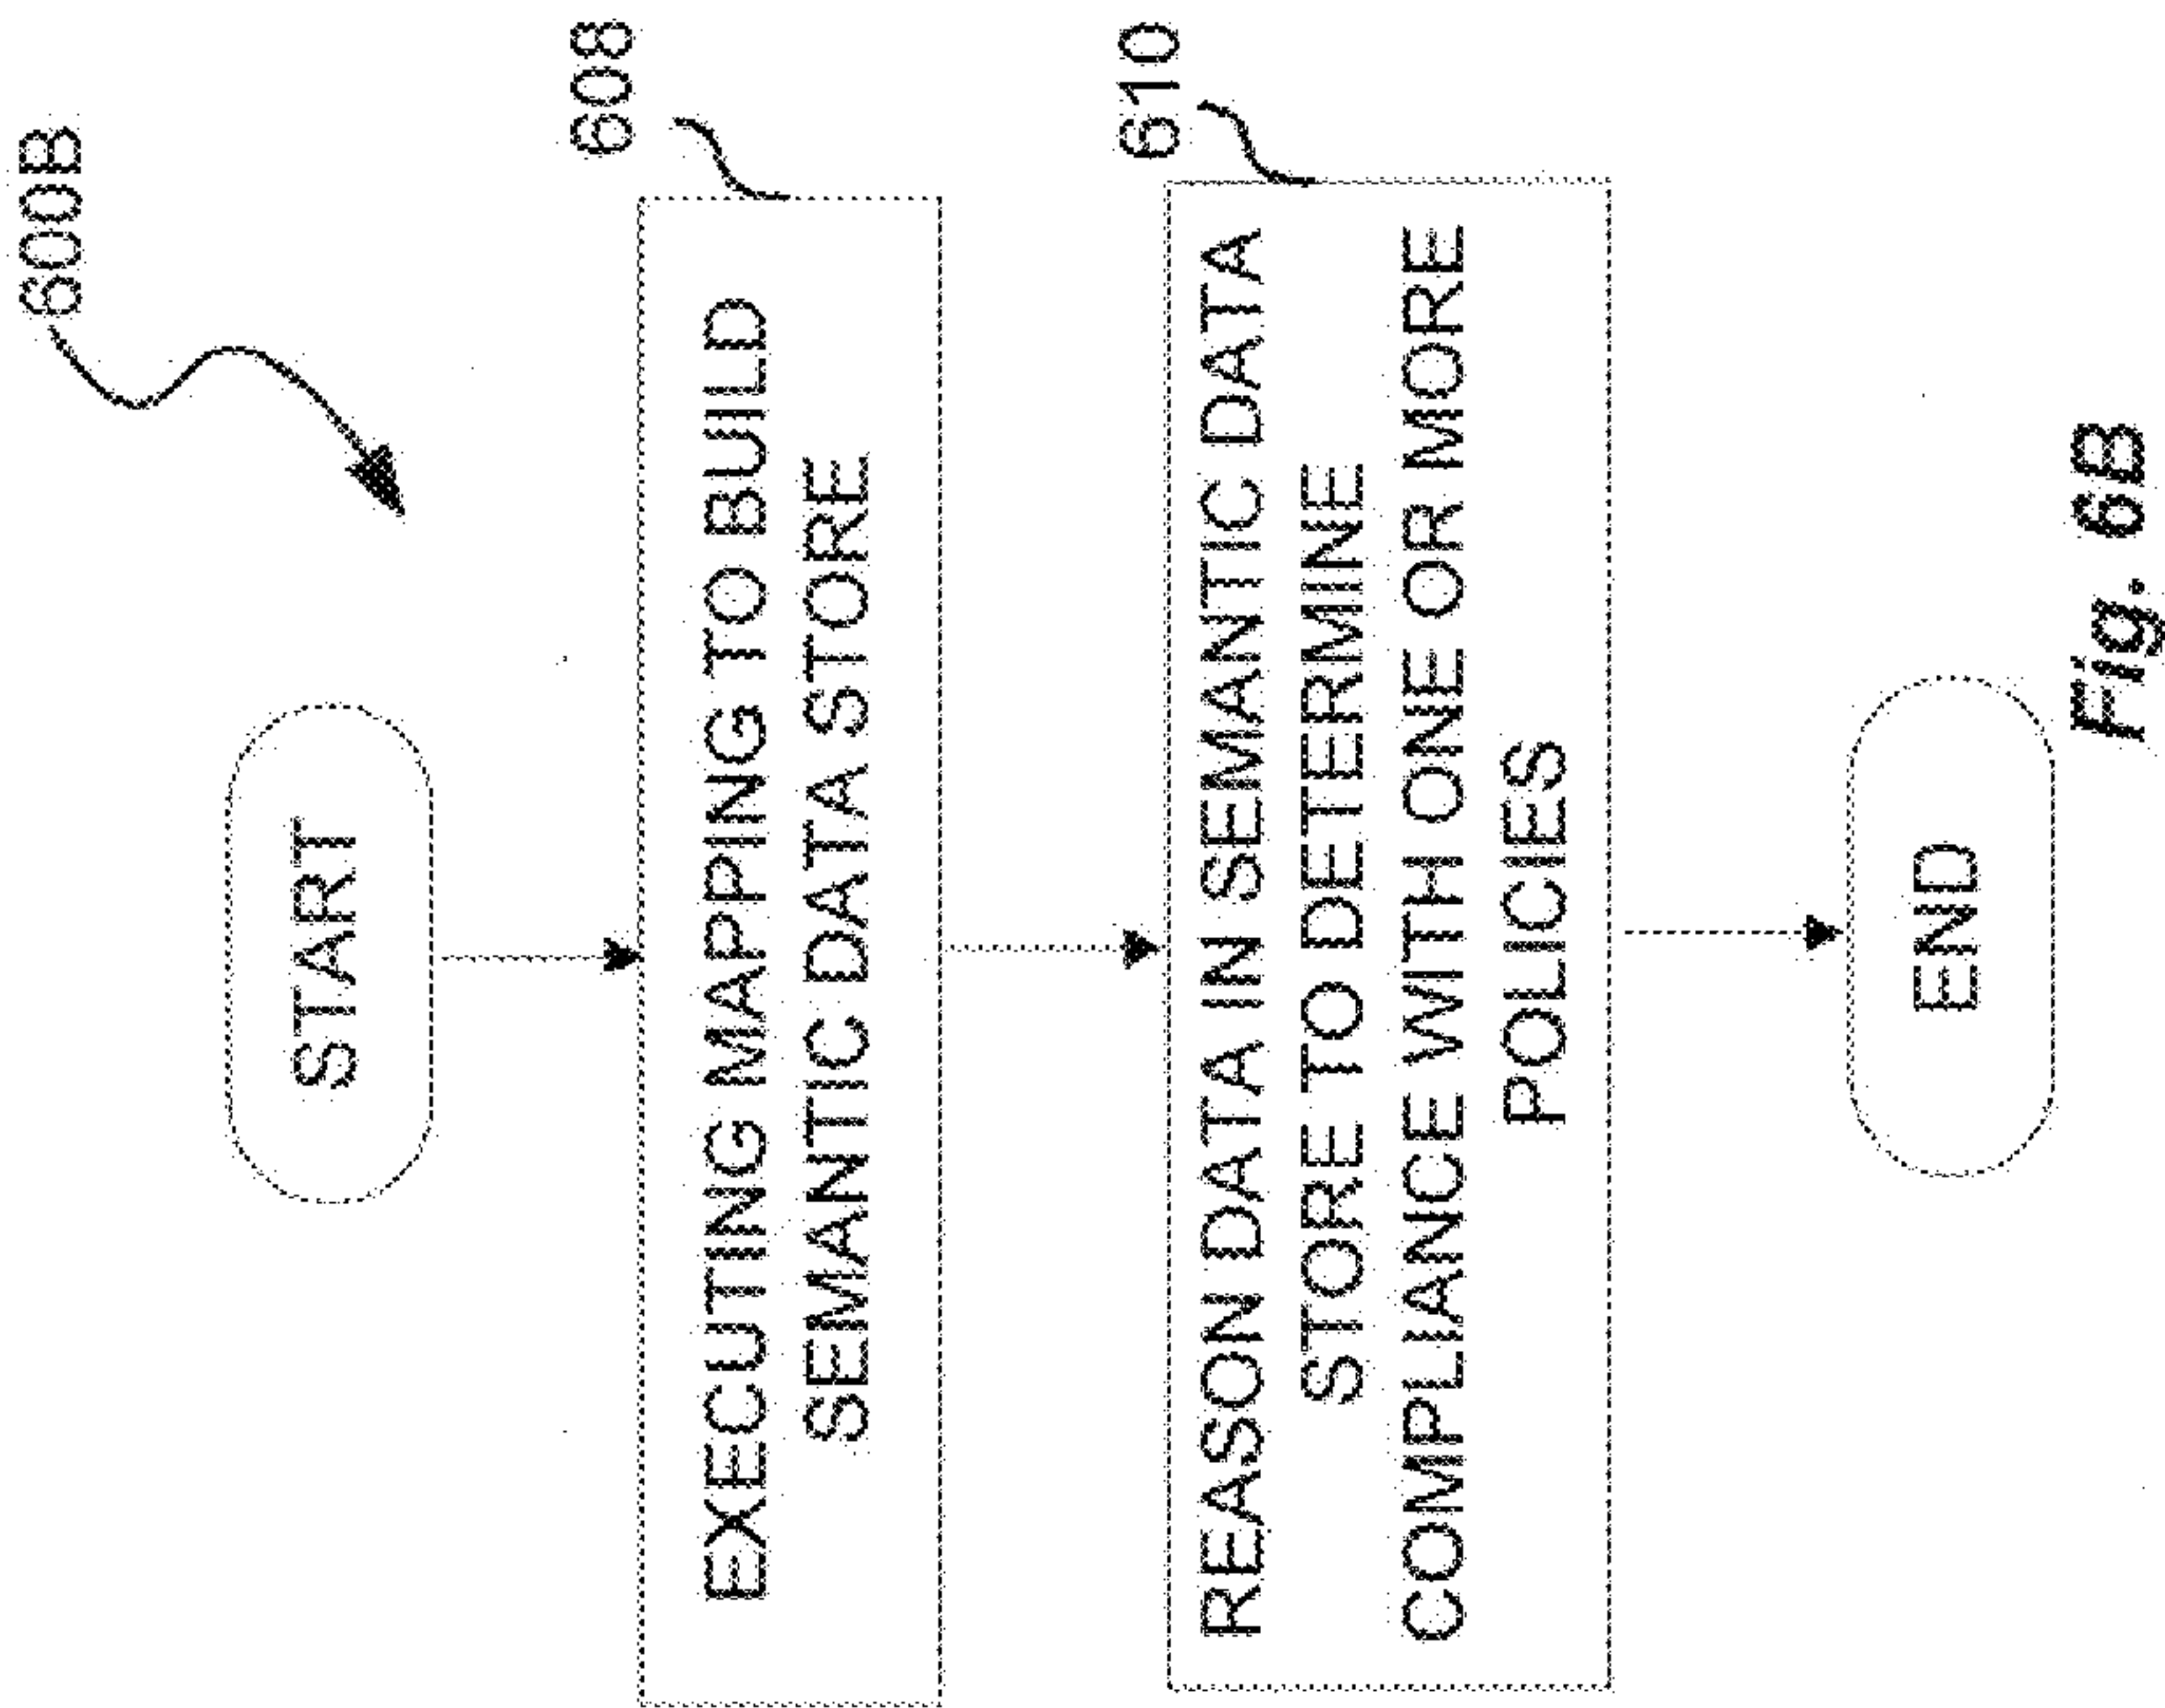 600B
START
608
EXECUTING MAPPING TO BUILD
SEMANTIC DATA STORE
610
REASON DATA IN SEMANTIC DATA
STORE TO DETERMINE
COMPLIANCE WITH ONE OR MORE
POLICIES
END
Fig. 6B